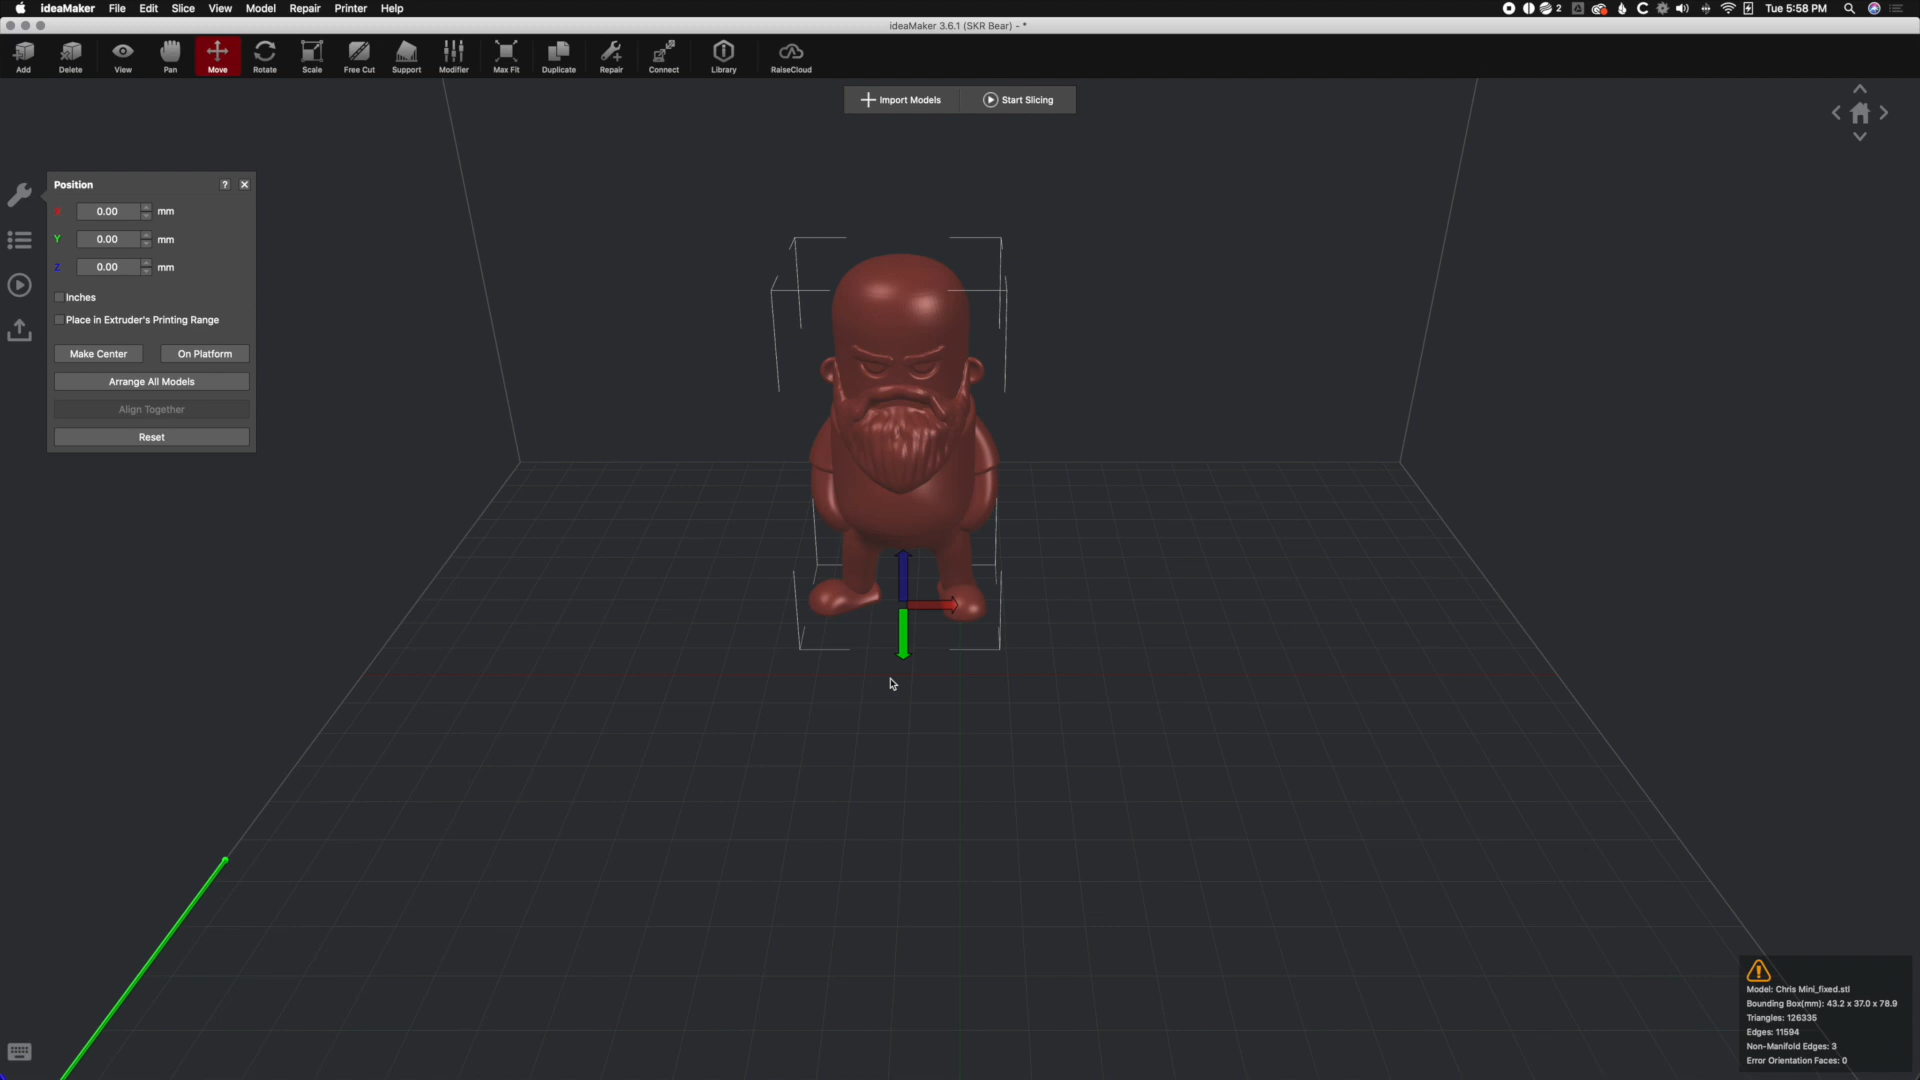 ideaMaker File Edit Slice View Model Repair Printer Help
2
Tue 5:58 PM
ideaMaker 3.6.1 (SKR Bear) - *
Add Delete View Pan Move Rotate Scale Free Cut Support Modifier Max Fit Duplicate Repair Connect Library RaiseCloud
Import Models Start Slicing
Position ?
X 0.00 mm
Y 0.00 mm
Z 0.00 mm
Inches
Place in Extruder's Printing Range
Make Center On Platform
Arrange All Models
Align Together
Reset
Model: Chris Mini_fixed.stl
Bounding Box(mm): 43.2 x 37.0 x 78.9
Triangles: 126335
Edges: 11594
Non-Manifold Edges: 3
Error Orientation Faces: 0